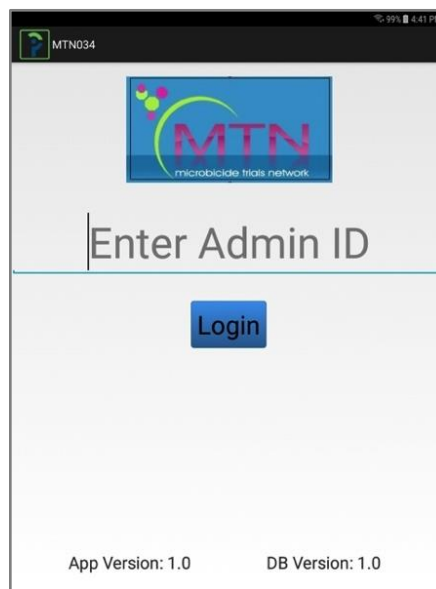 99% 4:41 PM
MTN034
MTN
microbicide trials network
Enter Admin ID
Login
App Version: 1.0 DB Version: 1.0